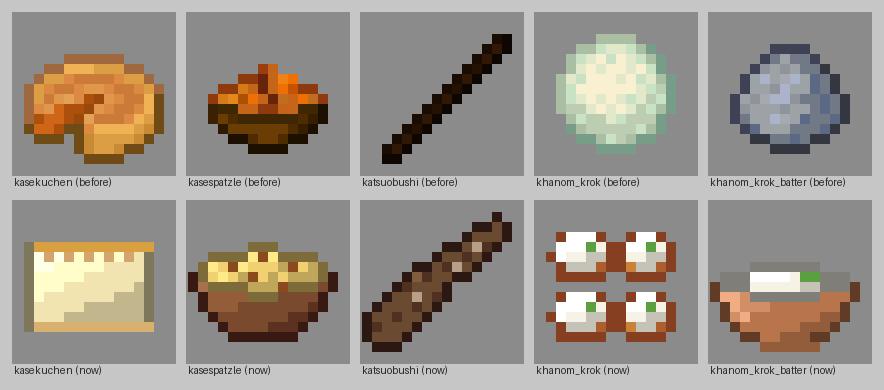 kasekuchen (before)
kasespatzle (before)
katsuobushi (before)
khanom_krok (before)
khanom_krok_batter (before)
kasekuchen (now)
kasespatzle (now)
katsuobushi (now)
khanom_krok (now)
khanom_krok_batter (now)